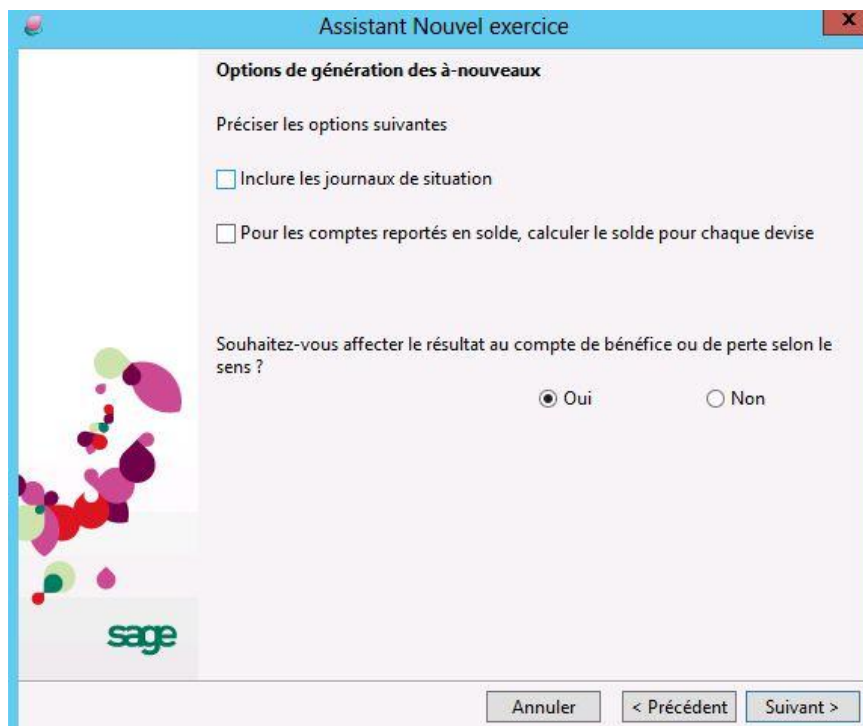 Assistant Nouvel exercice
x
Options de génération des à-nouveaux
Préciser les options suivantes
Inclure les journaux de situation
Pour les comptes reportés en solde, calculer le solde pour chaque devise
Souhaitez-vous affecter le résultat au compte de bénéfice ou de perte selon le
sens ?
Oui Non
sage
Annuler < Précédent Suivant >